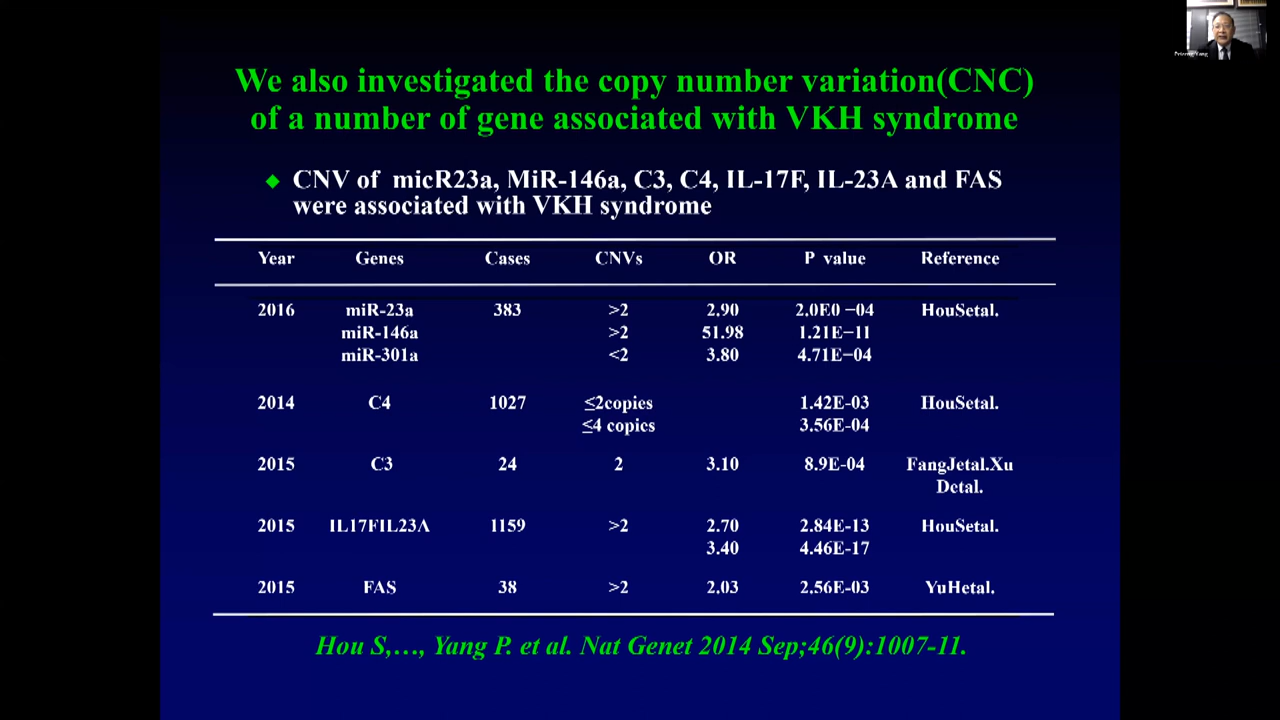 We also investigated the copy number variation(CNC)
of a number of gene associated with VKH syndrome
CNV of micR23a, MiR-146a, C3, C4, IL-17F, IL-23A and FAS
were associated with VKH syndrome
Year Genes Cases CNVs OR P value Reference
2016 miR-23a 383 >2 2.90 2.0E0 −04 HouSetal.
miR-146a >2 51.98 1.21E−11
miR-301a <2 3.80 4.71E−04
2014 C4 1027 ≤2copies 1.42E-03 HouSetal.
≤4 copies 3.56E-04
2015 C3 24 2 3.10 8.9E-04 FangJetal.Xu
Detal.
2015 IL17FIL23A 1159 >2 2.70 2.84E-13 HouSetal.
3.40 4.46E-17
2015 FAS 38 >2 2.03 2.56E-03 YuHetal.
Hou S,…, Yang P. et al. Nat Genet 2014 Sep;46(9):1007-11.